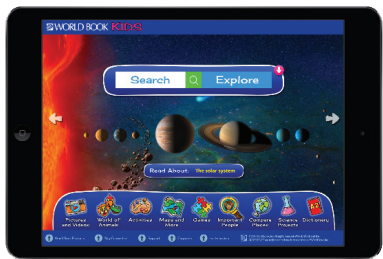 WORLD BOOK KIDS
Search Explore
Read About: The solar system
Pictures and Videos
World of Animals
Activities
Maps and More
Games
Important People
Compare Places
Science Projects
Dictionary